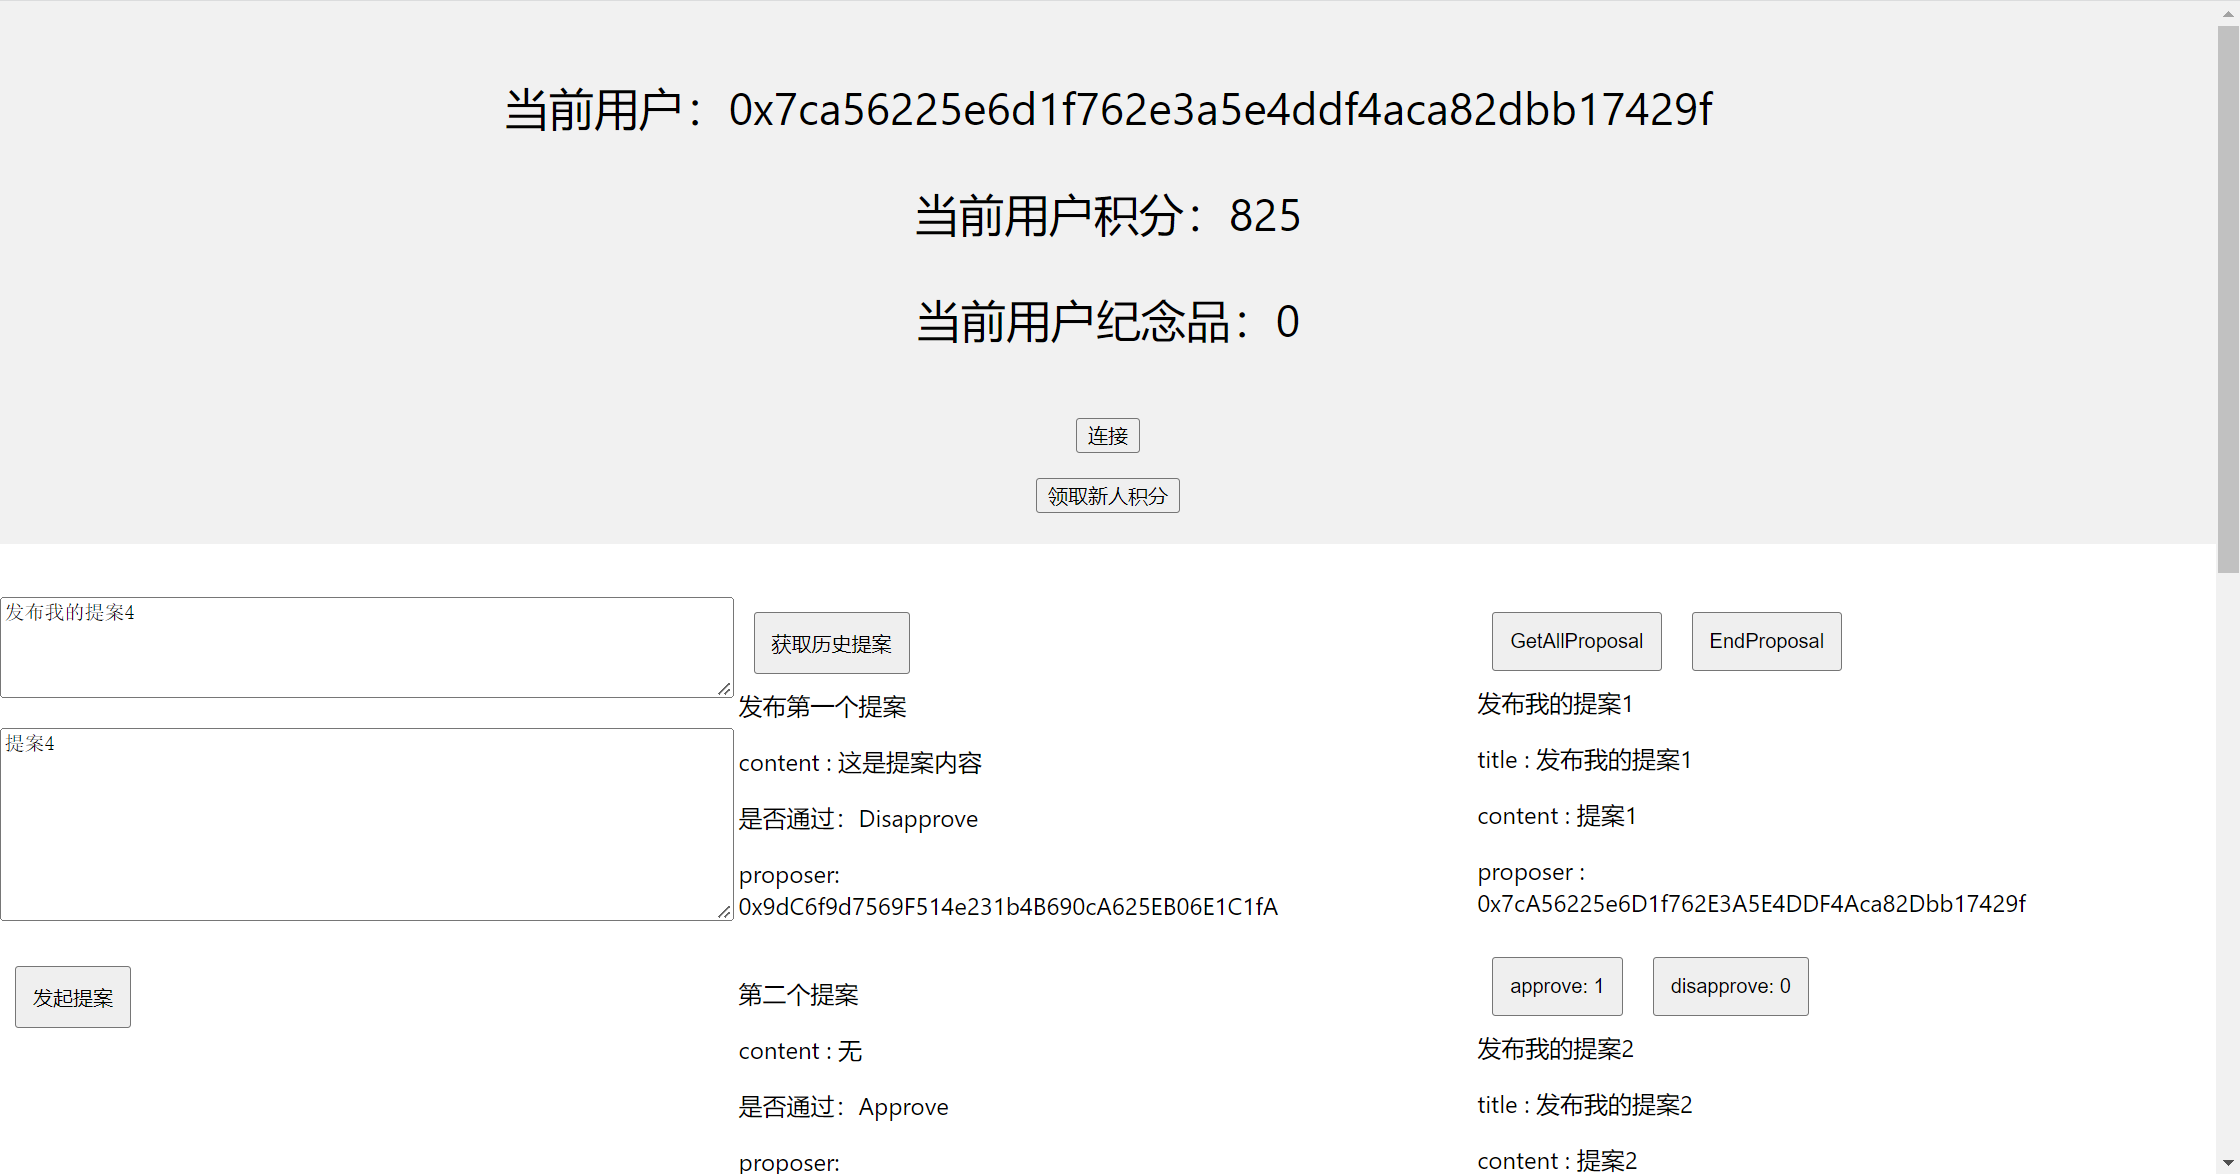 当前用户：0x7ca56225e6d1f762e3a5e4ddf4aca82dbb17429f
当前用户积分：825
当前用户纪念品：0
连接
领取新人积分
发布我的提案4
提案4
发起提案
获取历史提案
发布第一个提案
content : 这是提案内容
是否通过：Disapprove
proposer:
0x9dC6f9d7569F514e231b4B690cA625EB06E1C1fA
第二个提案
content : 无
是否通过：Approve
proposer:
GetAllProposal EndProposal
发布我的提案1
title : 发布我的提案1
content : 提案1
proposer :
0x7cA56225e6D1f762E3A5E4DDF4Aca82Dbb17429f
approve: 1 disapprove: 0
发布我的提案2
title : 发布我的提案2
content : 提案2